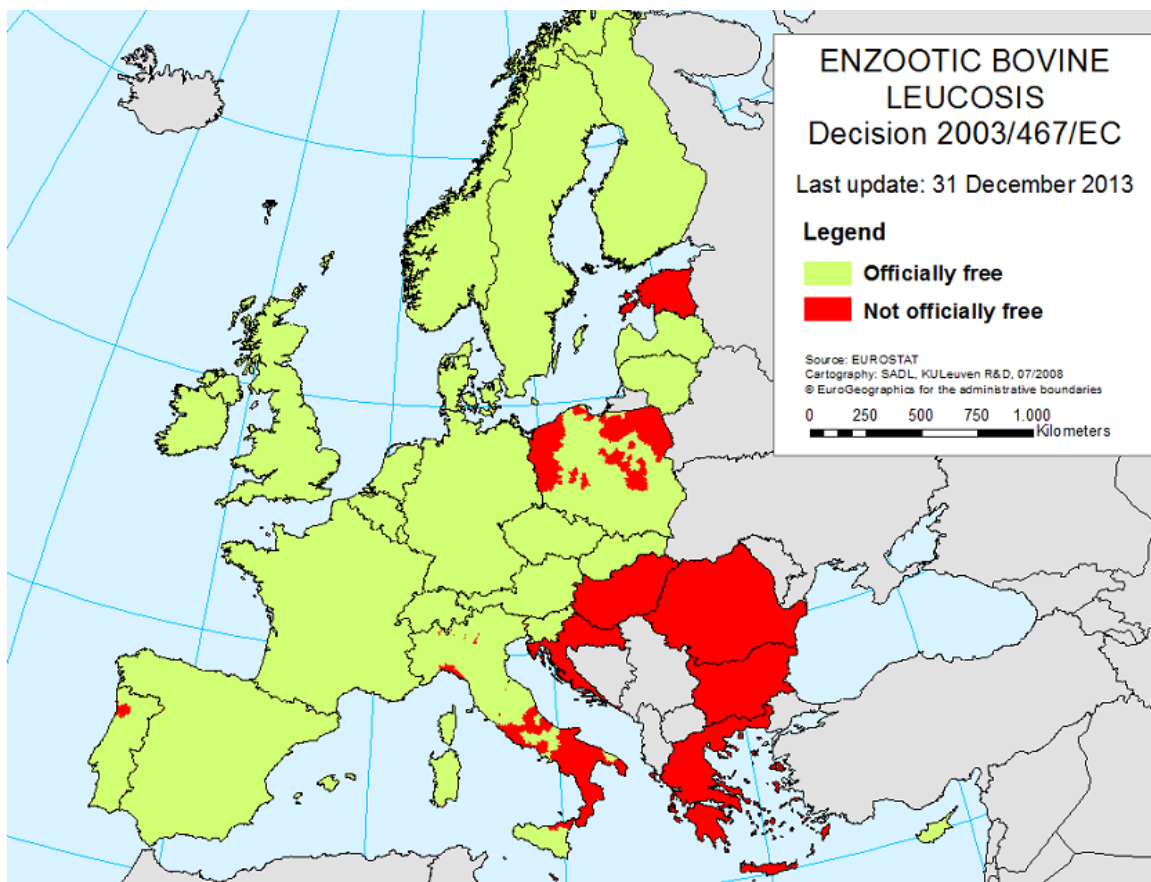 ENZOOTIC BOVINE
LEUCOSIS
Decision 2003/467/EC
Last update: 31 December 2013
Legend
Officially free
Not officially free
Source: EUROSTAT
Cartography: SADL, KULeuven R&D, 07/2008
© EuroGeographics for the administrative boundaries
0 250 500 750 1.000
Kilometers